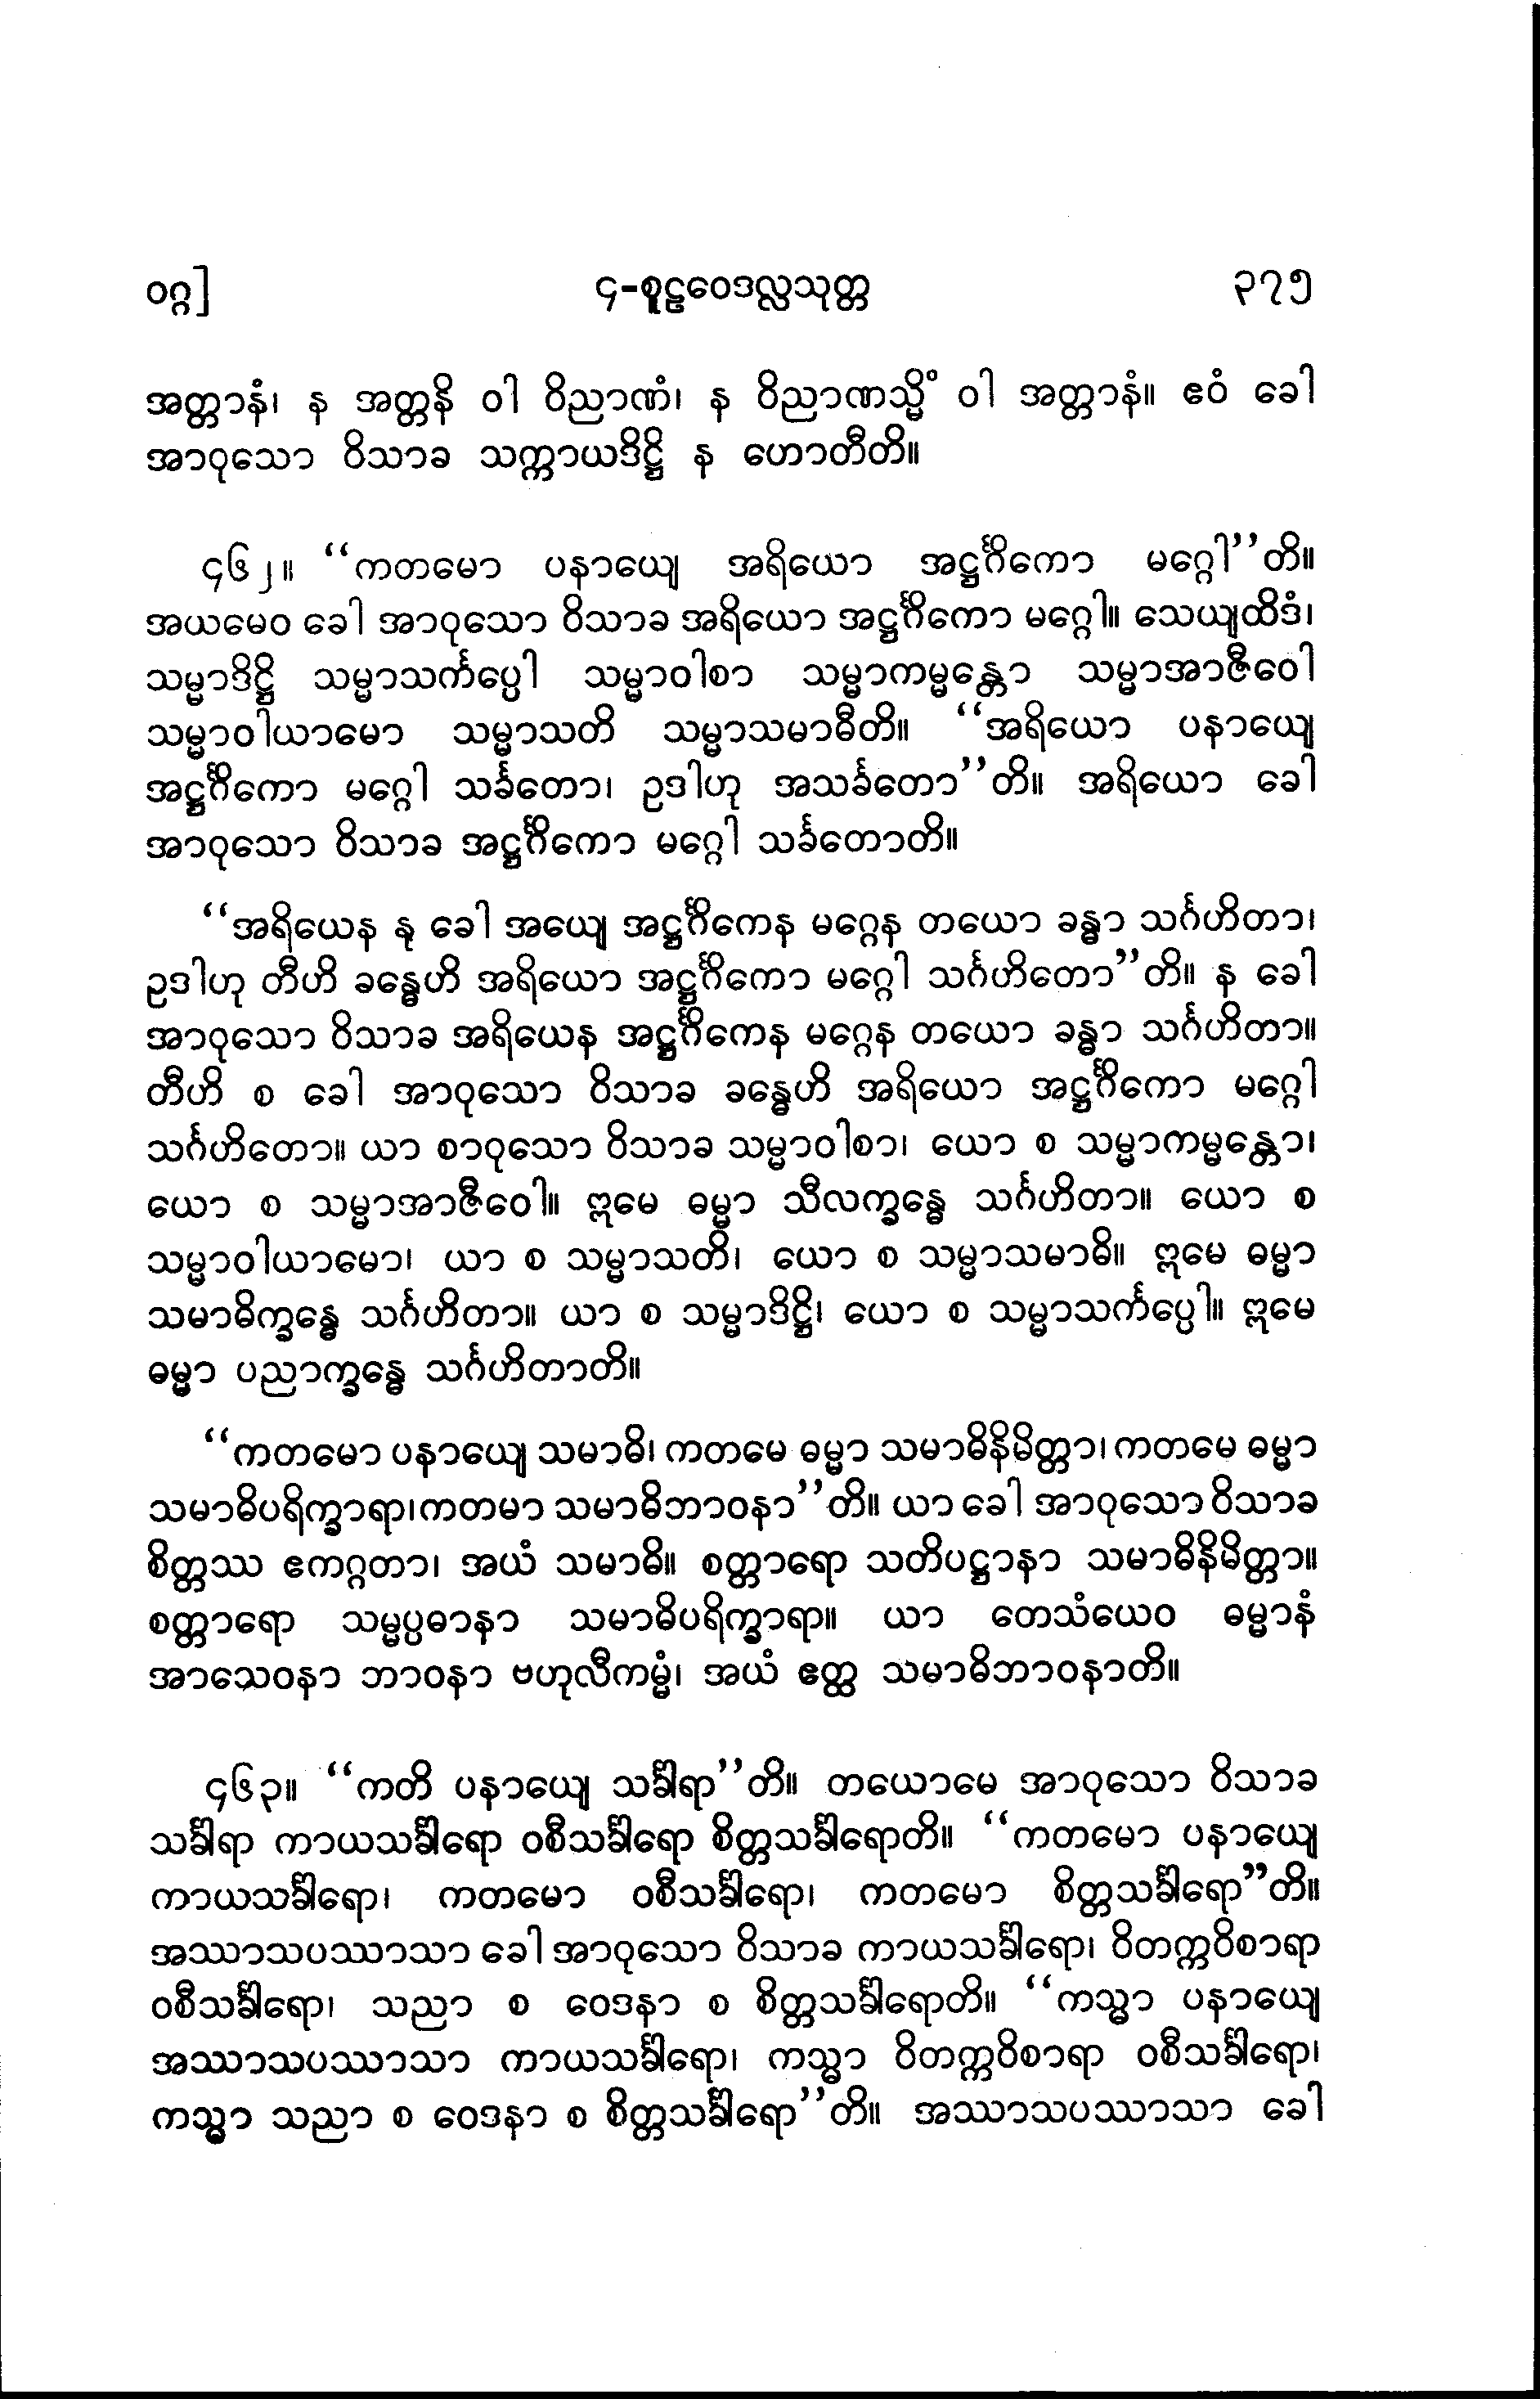 ဝဂ္ဂ]
၄-စူဠဝေဒလ္လသုတ္တ
၃၇၅
အတ္တာနံ၊ န အတ္တနိ ဝါ ဝိညာဏံ၊ န ဝိညာဏသ္မိံ ဝါ အတ္တာနံ။ ဧဝံ ခေါ
အာဝုသော ဝိသာခ သက္ကာယဒိဋ္ဌိ န ဟောတီတိ။
၄၆၂။ “ကတမော ပနာယျေ အရိယော အဋ္ဌင်္ဂိကော မဂ္ဂေါ”တိ။
အယမေဝ ခေါ အာဝုသော ဝိသာခ အရိယော အဋ္ဌင်္ဂိကော မဂ္ဂေါ။ သေယျထိဒံ၊
သမ္မာဒိဋ္ဌိ သမ္မာသင်္ကပ္ပေါ သမ္မာဝါစာ သမ္မာကမ္မန္တော သမ္မာအာဇီဝေါ
သမ္မာဝါယာမော သမ္မာသတိ သမ္မာသမာဓီတိ။ “အရိယော ပနာယျေ
အဋ္ဌင်္ဂိကော မဂ္ဂေါ သင်္ခတော၊ ဥဒါဟု အသင်္ခတော”တိ။ အရိယော ခေါ
အာဝုသော ဝိသာခ အဋ္ဌင်္ဂိကော မဂ္ဂေါ သင်္ခတောတိ။
“အရိယေန နု ခေါ အယျေ အဋ္ဌင်္ဂိကေန မဂ္ဂေန တယော ခန္ဓာ သင်္ဂဟိတာ၊
ဥဒါဟု တီဟိ ခန္ဓေဟိ အရိယော အဋ္ဌင်္ဂိကော မဂ္ဂေါ သင်္ဂဟိတော”တိ။ န ခေါ
အာဝုသော ဝိသာခ အရိယေန အဋ္ဌင်္ဂိကေန မဂ္ဂေန တယော ခန္ဓာ သင်္ဂဟိတာ။
တီဟိ စ ခေါ အာဝုသော ဝိသာခ ခန္ဓေဟိ အရိယော အဋ္ဌင်္ဂိကော မဂ္ဂေါ
သင်္ဂဟိတော။ ယာ စာဝုသော ဝိသာခ သမ္မာဝါစာ၊ ယော စ သမ္မာကမ္မန္တော၊
ယော စ သမ္မာအာဇီဝေါ။ ဣမေ ဓမ္မာ သီလက္ခန္ဓေ သင်္ဂဟိတာ။ ယော စ
သမ္မာဝါယာမော၊ ယာ စ သမ္မာသတိ၊ ယော စ သမ္မာသမာဓိ။ ဣမေ ဓမ္မာ
သမာဓိက္ခန္ဓေ သင်္ဂဟိတာ။ ယာ စ သမ္မာဒိဋ္ဌိ၊ ယော စ သမ္မာသင်္ကပ္ပေါ။ ဣမေ
ဓမ္မာ ပညာက္ခန္ဓေ သင်္ဂဟိတာတိ။
“ကတမော ပနာယျေ သမာဓိ၊ ကတမေ ဓမ္မာ သမာဓိနိမိတ္တာ၊ ကတမေ ဓမ္မာ
သမာဓိပရိက္ခာရာ၊ ကတမာ သမာဓိဘာဝနာ”တိ။ ယာ ခေါ အာဝုသော ဝိသာခ
စိတ္တဿ ဧကဂ္ဂတာ၊ အယံ သမာဓိ။ စတ္တာရော သတိပဋ္ဌာနာ သမာဓိနိမိတ္တာ။
စတ္တာရော သမ္မပ္ပဓာနာ သမာဓိပရိက္ခာရာ။ ယာ တေသံယေဝ ဓမ္မာနံ
အာသေဝနာ ဘာဝနာ ဗဟုလီကမ္မံ၊ အယံ ဧတ္ထ သမာဓိဘာဝနာတိ။
၄၆၃။ “ကတိ ပနာယျေ သင်္ခါရာ”တိ။ တယောမေ အာဝုသော ဝိသာခ
သင်္ခါရာ ကာယသင်္ခါရော ဝစီသင်္ခါရော စိတ္တသင်္ခါရောတိ။ “ကတမော ပနာယျေ
ကာယသင်္ခါရော၊ ကတမော ဝစီသင်္ခါရော၊ ကတမော စိတ္တသင်္ခါရော”တိ။
အဿာသပဿာသာ ခေါ အာဝုသော ဝိသာခ ကာယသင်္ခါရော၊ ဝိတက္ကဝိစာရာ
ဝစီသင်္ခါရော၊ သညာ စ ဝေဒနာ စ စိတ္တသင်္ခါရောတိ။ “ကသ္မာ ပနာယျေ
အဿာသပဿာသာ ကာယသင်္ခါရော၊ ကသ္မာ ဝိတက္ကဝိစာရာ ဝစီသင်္ခါရော၊
ကသ္မာ သညာ စ ဝေဒနာ စ စိတ္တသင်္ခါရော”တိ။ အဿာသပဿာသာ ခေါ